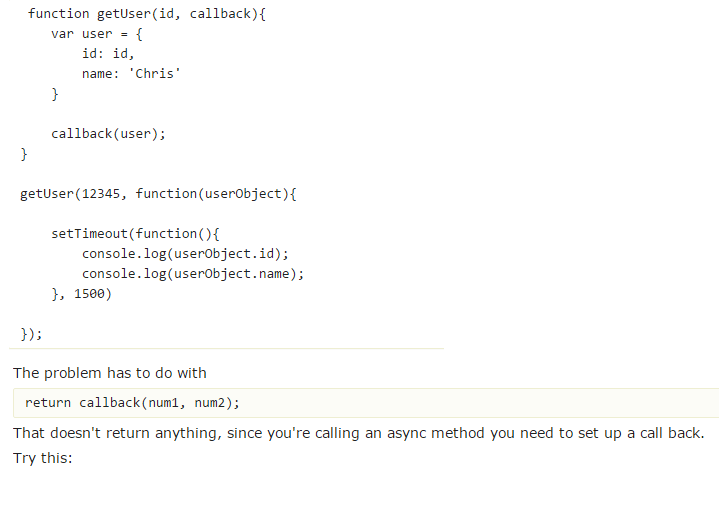 function getUser(id, callback){
    var user = {
        id: id,
        name: 'Chris'
    }
    callback(user);
}
getUser(12345, function(userObject){
    setTimeout(function(){
        console.log(userObject.id);
        console.log(userObject.name);
    }, 1500)
});
The problem has to do with
return callback(num1, num2);
That doesn't return anything, since you're calling an async method you need to set up a call back.
Try this: